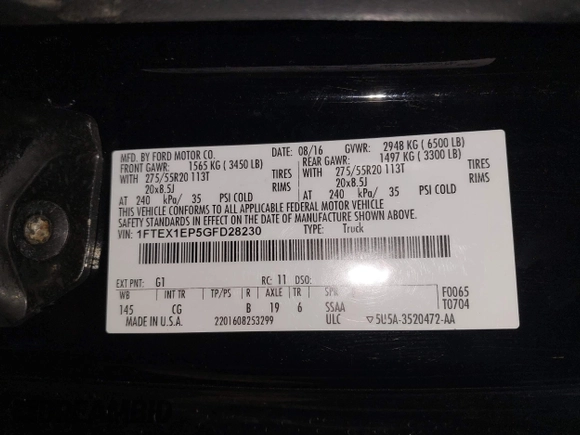 MFD. BY FORD MOTOR CO.
DATE: 08/16 GVWR: 2948 KG ( 6500 LB)
FRONT GAWR: 1565 KG ( 3450 LB)
REAR GAWR: 1497 KG ( 3300 LB)
WITH 275/55R20 113T TIRES
WITH 275/55R20 113T TIRES
20x8.5J RIMS
20x8.5J RIMS
AT 240 kPa/ 35 PSI COLD
AT 240 kPa/ 35 PSI COLD
THIS VEHICLE CONFORMS TO ALL APPLICABLE FEDERAL MOTOR VEHICLE
SAFETY STANDARDS IN EFFECT ON THE DATE OF MANUFACTURE SHOWN ABOVE.
VIN: 1FTEX1EP5GFD28230 TYPE: Truck
EXT PNT: G1 RC: 11 DSO: F0065
WB INT TR TP/PS R AXLE TR SPR T0704
145 CG B 19 6 SSAA
MADE IN U.S.A. 2201608253299 ULC ▽5U5A-3520472-AA